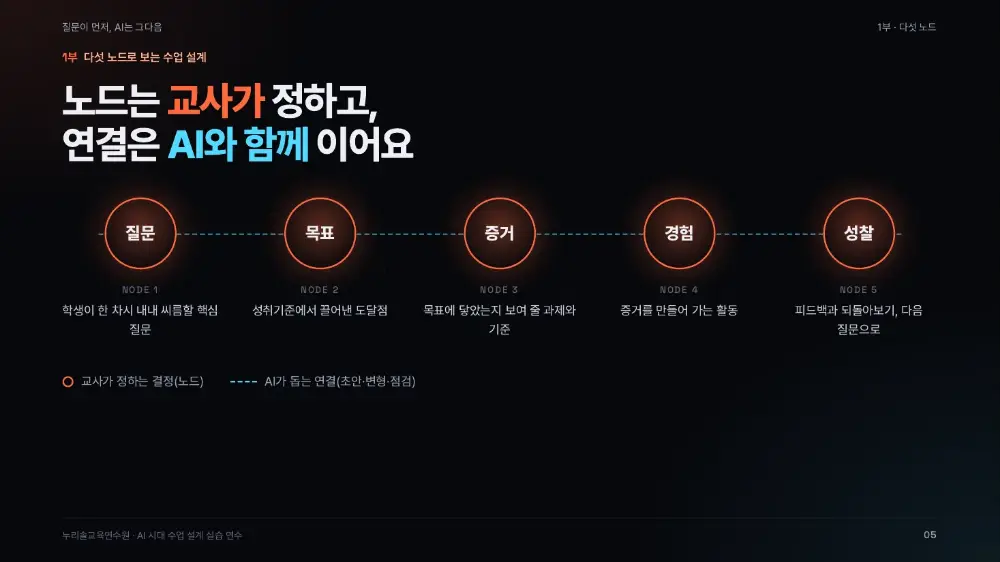 질문이 먼저, AI는 그다음
1부 · 다섯 노드
1부 다섯 노드로 보는 수업 설계
노드는 교사가 정하고,
연결은 AI와 함께 이어요
질문
목표
증거
경험
성찰
NODE 1
NODE 2
NODE 3
NODE 4
NODE 5
학생이 한 차시 내내 씨름할 핵심
질문
성취기준에서 끌어낸 도달점
목표에 닿았는지 보여 줄 과제와
기준
증거를 만들어 가는 활동
피드백과 되돌아보기, 다음
질문으로
교사가 정하는 결정(노드)
AI가 돕는 연결(초안·변형·점검)
누리솔교육연수원 · AI 시대 수업 설계 실습 연수
05